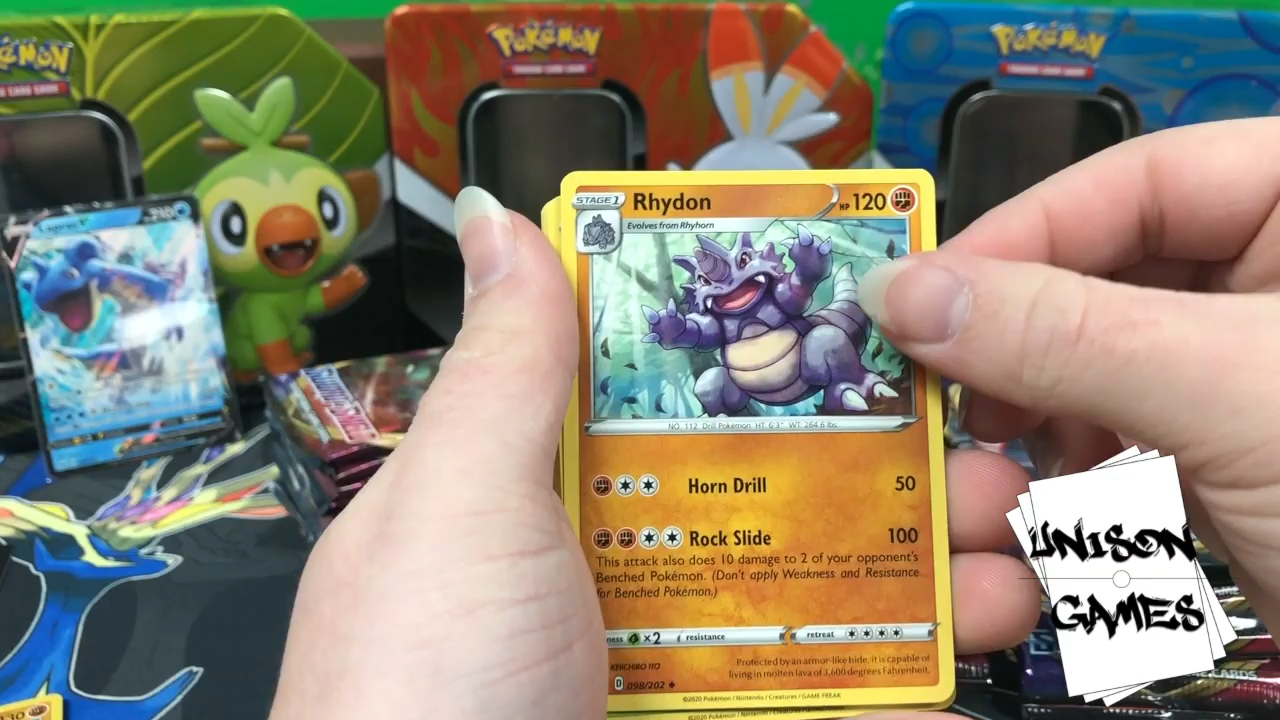 POKéMON
POKéMON
POKéMON
STAGE 1
Rhydon
HP 120
Evolves from Rhyhorn
NO. 112 Drill Pokémon HT: 6'3" WT: 264.6 lbs.
Horn Drill 50
Rock Slide 100
This attack also does 10 damage to 2 of your opponent's
Benched Pokémon. (Don't apply Weakness and Resistance
for Benched Pokémon.)
×2 resistance retreat
KEIICHIRO ITO
Protected by an armor-like hide, it is capable of
living in molten lava of 3,600 degrees Fahrenheit.
D 098/202
©2020 Pokémon / Nintendo / Creatures / GAME FREAK
UNISON
GAMES